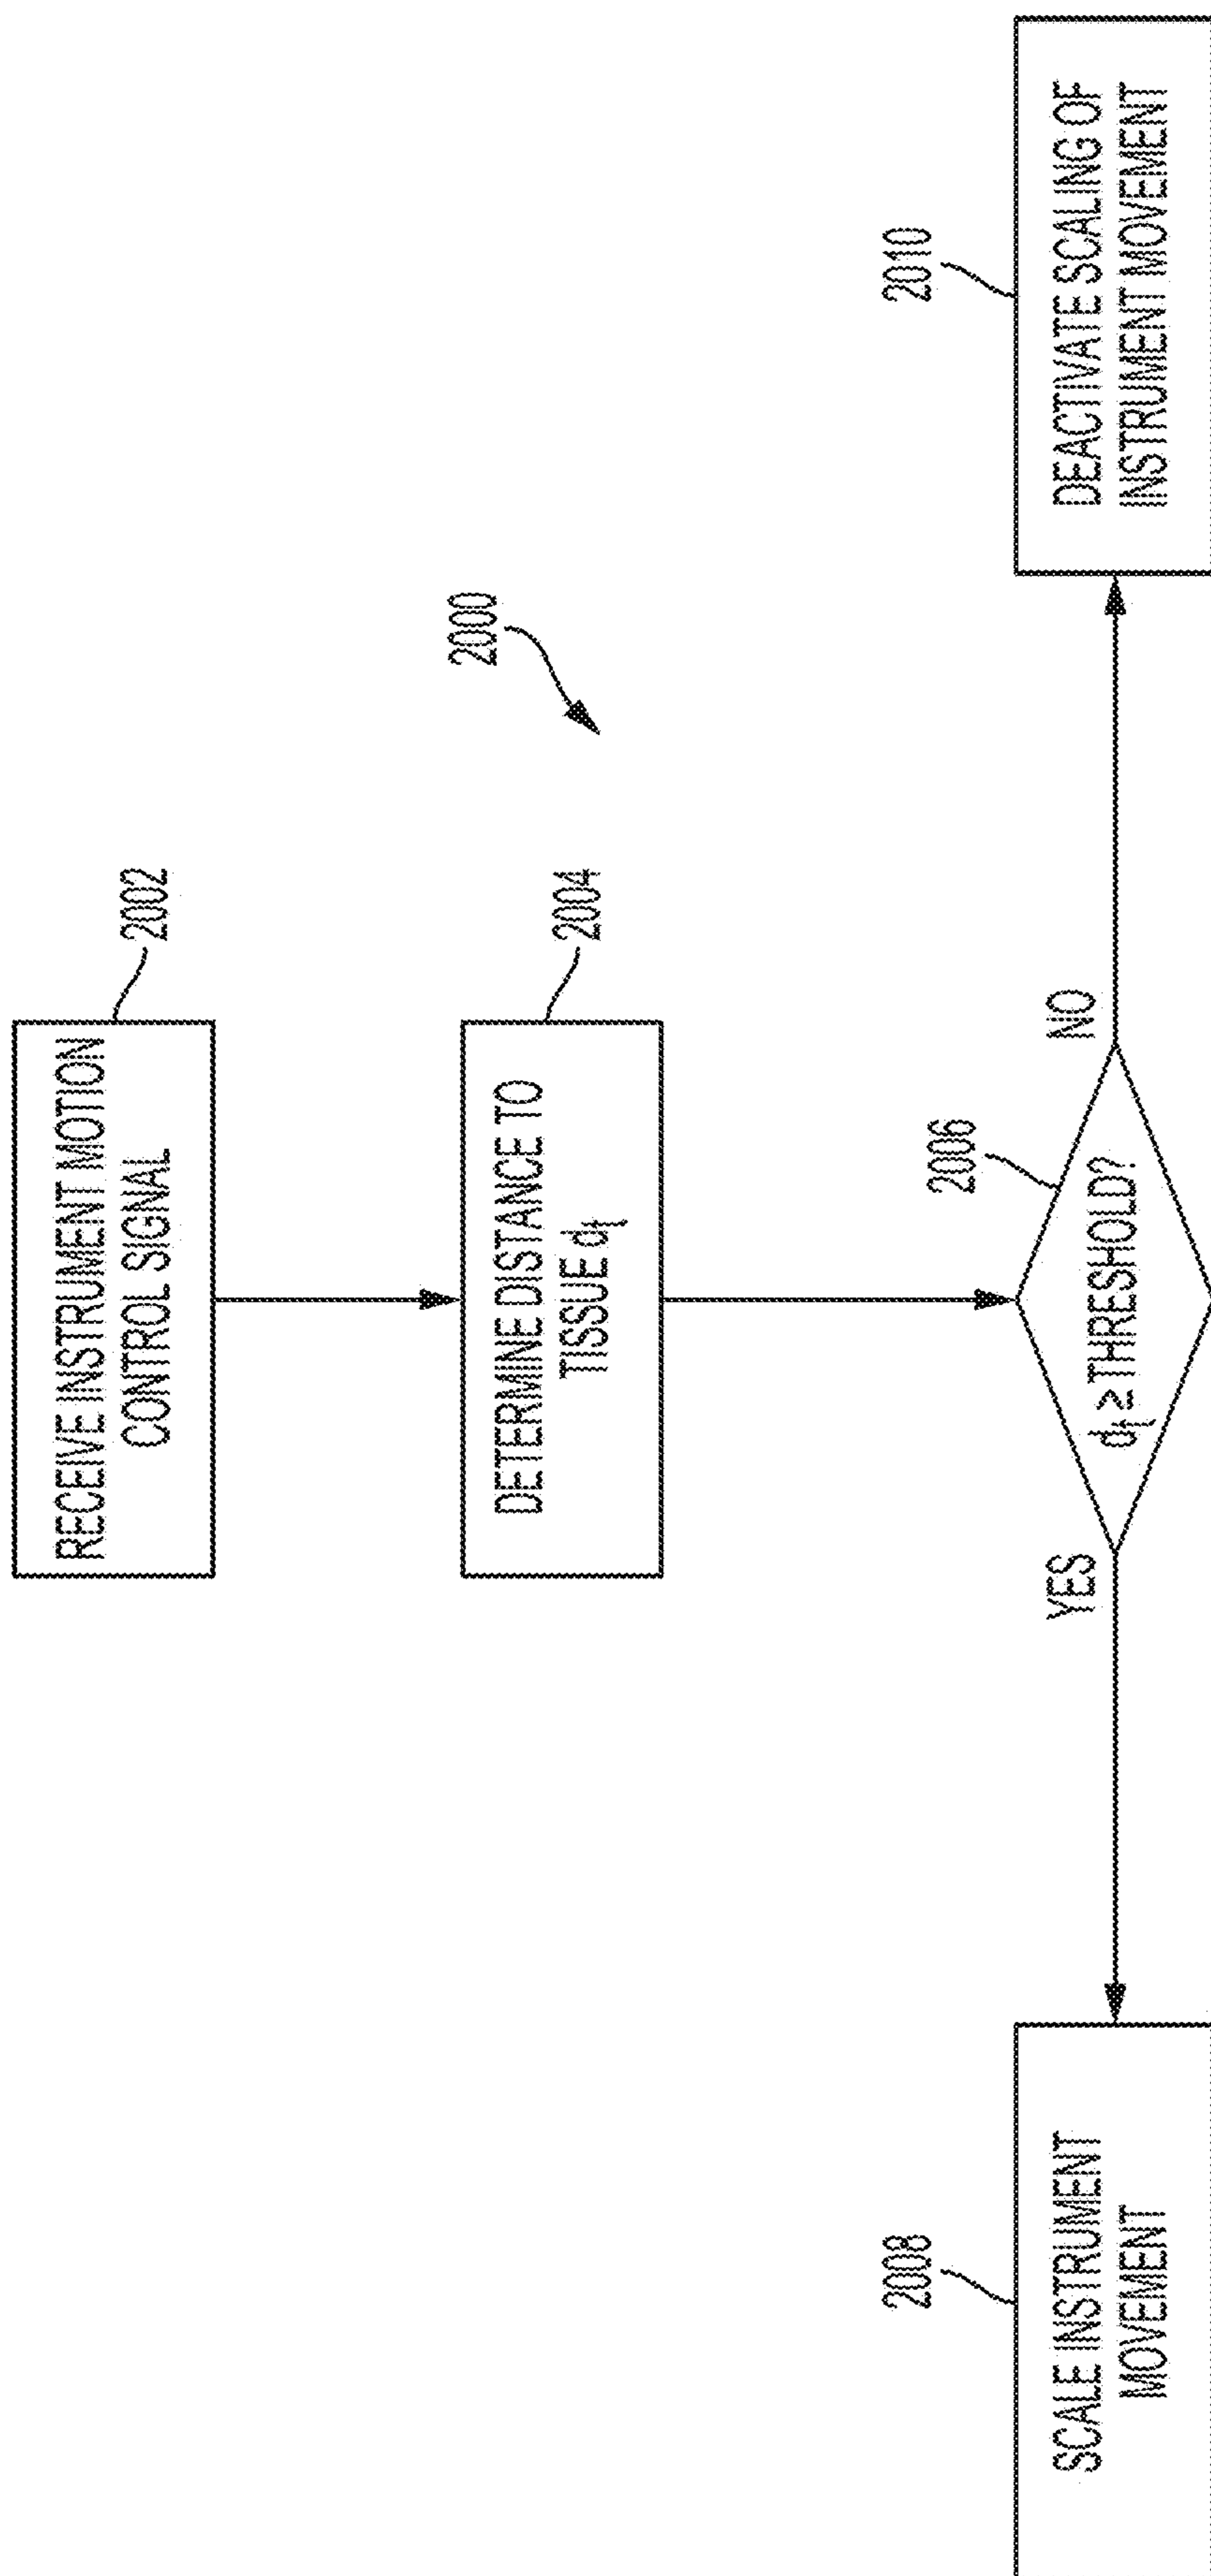 RECEIVE INSTRUMENT MOTION
CONTROL SIGNAL
2002
2000
DETERMINE DISTANCE TO
TISSUE dt
2004
dt ≥ THRESHOLD?
2006
YES
NO
SCALE INSTRUMENT
MOVEMENT
2008
DEACTIVATE SCALING OF
INSTRUMENT MOVEMENT
2010